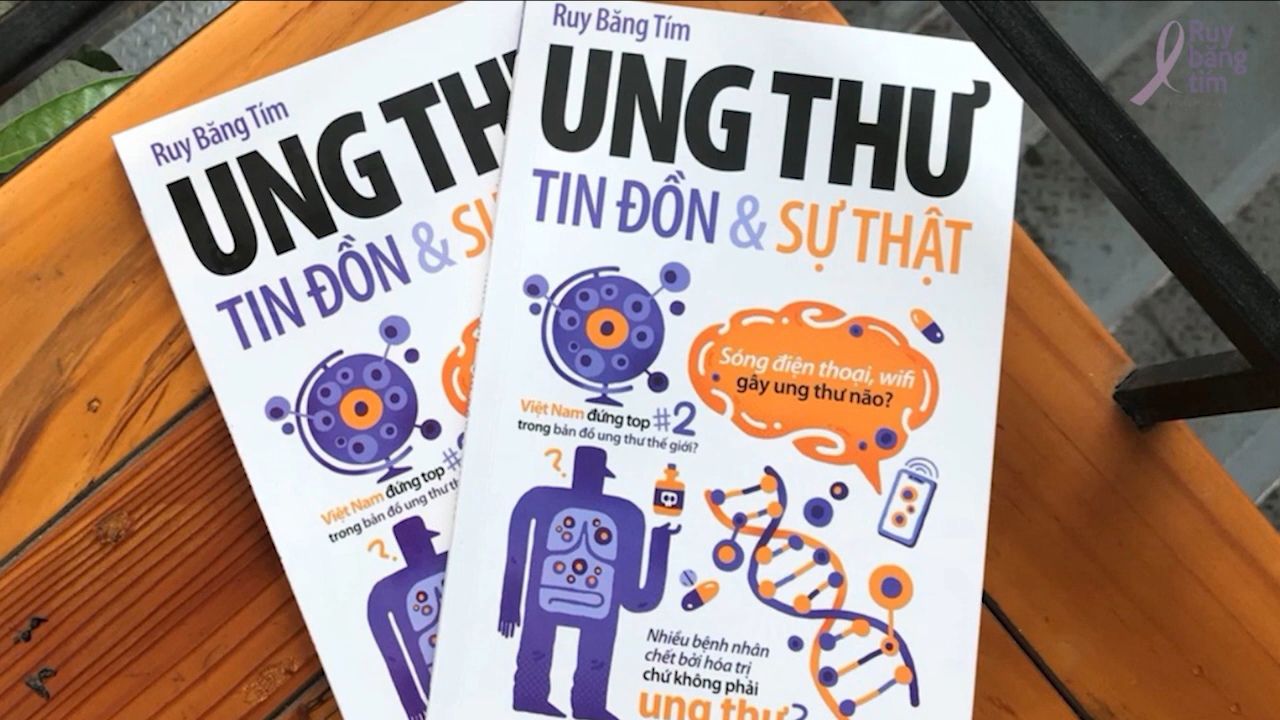 Ruy Băng Tím
UNG THƯ
TIN ĐỒN & SỰ THẬT
Sóng điện thoại, wifi
gây ung thư não?
Việt Nam đứng top #2
trong bản đồ ung thư thế giới?
Nhiều bệnh nhân
chết bởi hóa trị
chứ không phải
ung thư?
Ruy Băng Tím
UNG TH
TIN ĐỒN & SỰ
Việt Nam đứng top #
trong bản đồ ung thư
Ruy
băng
tím